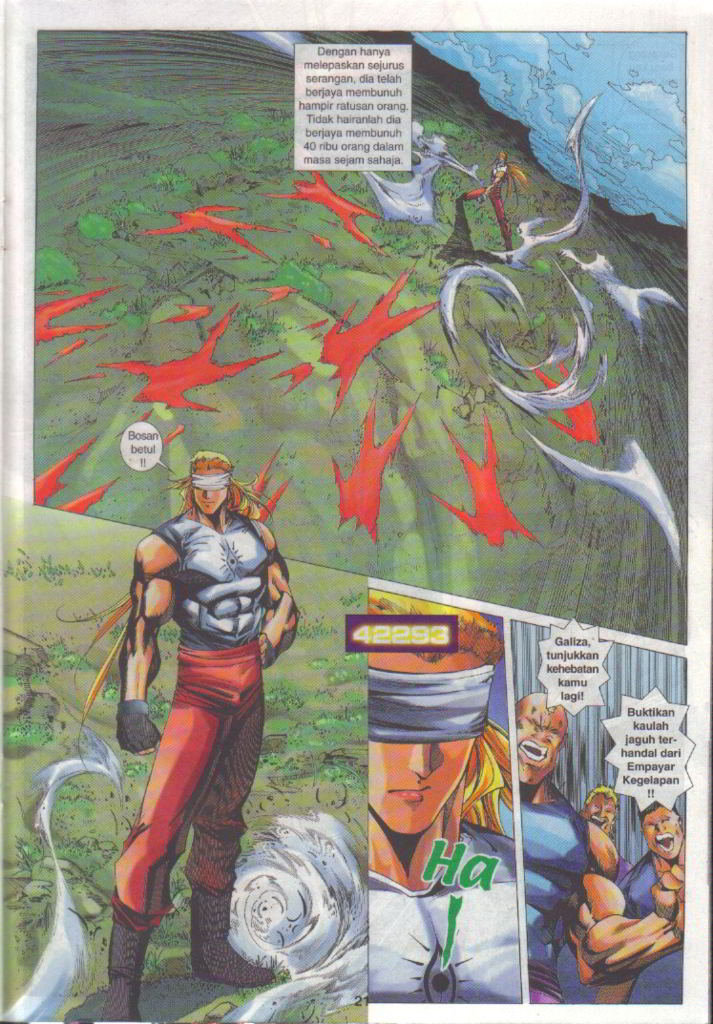 Dengan hanya
melepaskan sejurus
serangan, dia telah
berjaya membunuh
hampir ratusan orang.
Tidak hairanlah dia
berjaya membunuh
40 ribu orang dalam
masa sejam sahaja.
Bosan
betul
!!
42293
Galiza,
tunjukkan
kehebatan
kamu
lagi!
Buktikan
kaulah
jaguh ter-
handal dari
Empayar
Kegelapan
!!
Ha
!
21